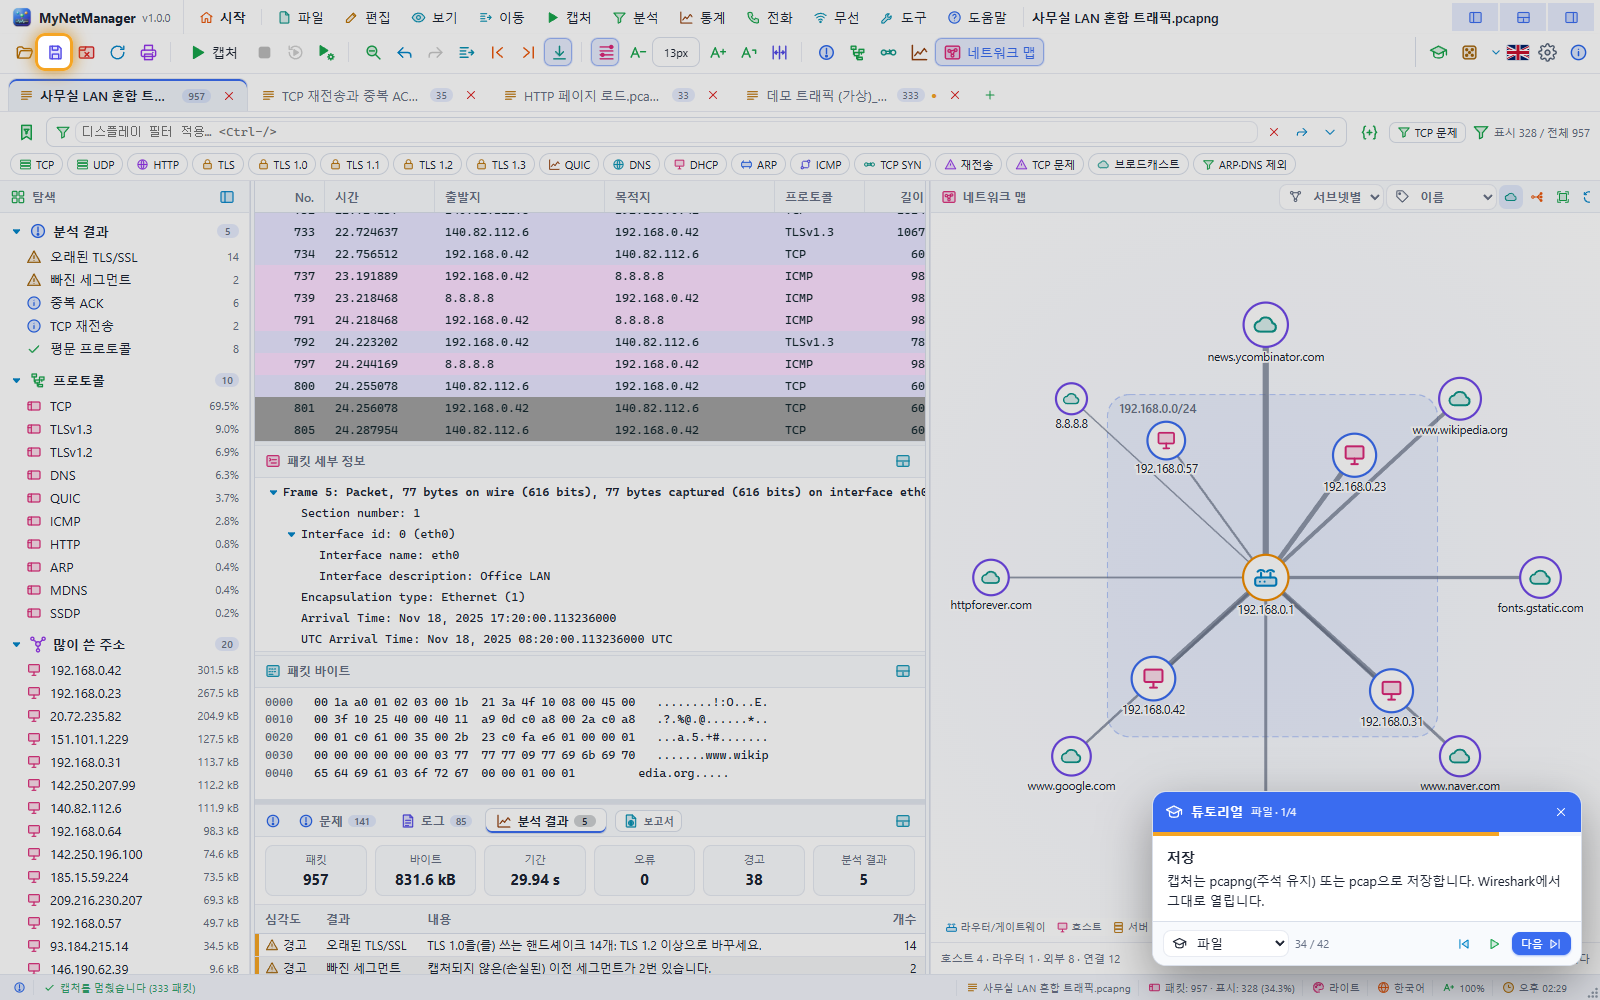 MyNetManager v1.0.0 시작 파일 편집 보기 이동 캡처 분석 통계 전화 무선 도구 도움말 사무실 LAN 혼합 트래픽.pcapng
캡처 A− 13px A+ A 네트워크 맵
사무실 LAN 혼합 트... 957 TCP 재전송과 중복 AC... 35 HTTP 페이지 로드.pca... 33 데모 트래픽 (가상)_... 333
디스플레이 필터 적용… <Ctrl-/> TCP 문제 표시 328 / 전체 957
TCP UDP HTTP TLS TLS 1.0 TLS 1.1 TLS 1.2 TLS 1.3 QUIC DNS DHCP ARP ICMP TCP SYN 재전송 TCP 문제 브로드캐스트 ARP·DNS 제외
탐색
분석 결과 5
오래된 TLS/SSL 14
빠진 세그먼트 2
중복 ACK 6
TCP 재전송 2
평문 프로토콜 8
프로토콜 10
TCP 69.5%
TLSv1.3 9.0%
TLSv1.2 6.9%
DNS 6.3%
QUIC 3.7%
ICMP 2.8%
HTTP 0.8%
ARP 0.4%
MDNS 0.4%
SSDP 0.2%
많이 쓴 주소 20
192.168.0.42 301.5 kB
192.168.0.23 267.5 kB
20.72.235.82 204.9 kB
151.101.1.229 127.5 kB
192.168.0.31 113.7 kB
142.250.207.99 112.2 kB
140.82.112.6 111.9 kB
192.168.0.64 98.3 kB
142.250.196.100 74.6 kB
185.15.59.224 73.5 kB
209.216.230.207 69.3 kB
192.168.0.57 49.7 kB
93.184.215.14 34.5 kB
146.190.62.39 9.6 kB
No. 시간 출발지 목적지 프로토콜 길이
733 22.724637 140.82.112.6 192.168.0.42 TLSv1.3 1067
734 22.756512 192.168.0.42 140.82.112.6 TCP 60
737 23.191889 192.168.0.42 8.8.8.8 ICMP 98
739 23.218468 8.8.8.8 192.168.0.42 ICMP 98
791 24.218468 192.168.0.42 8.8.8.8 ICMP 98
792 24.223202 192.168.0.42 140.82.112.6 TLSv1.3 78
797 24.244169 8.8.8.8 192.168.0.42 ICMP 98
800 24.255078 140.82.112.6 192.168.0.42 TCP 60
801 24.256078 192.168.0.42 140.82.112.6 TCP 60
805 24.287954 140.82.112.6 192.168.0.42 TCP 60
패킷 세부 정보
Frame 5: Packet, 77 bytes on wire (616 bits), 77 bytes captured (616 bits) on interface eth0
Section number: 1
Interface id: 0 (eth0)
Interface name: eth0
Interface description: Office LAN
Encapsulation type: Ethernet (1)
Arrival Time: Nov 18, 2025 17:20:00.113236000
UTC Arrival Time: Nov 18, 2025 08:20:00.113236000 UTC
패킷 바이트
0000 00 1a a0 01 02 03 00 1b 21 3a 4f 10 08 00 45 00 ........!:O...E.
0010 00 3f 10 25 40 00 40 11 a9 0d c0 a8 00 2a c0 a8 .?.%@.@......*..
0020 00 01 c0 61 00 35 00 2b 23 c0 fa e6 01 00 00 01 ...a.5.+#.......
0030 00 00 00 00 00 00 03 77 77 77 09 77 69 6b 69 70 .......www.wikip
0040 65 64 69 61 03 6f 72 67 00 00 01 00 01 edia.org.....
문제 141 로그 85 분석 결과 5 보고서
패킷 바이트 기간 오류 경고 분석 결과
957 831.6 kB 29.94 s 0 38 5
심각도 결과 내용 개수
경고 오래된 TLS/SSL TLS 1.0을(를) 쓰는 핸드셰이크 14개: TLS 1.2 이상으로 바꾸세요. 14
경고 빠진 세그먼트 캡처되지 않은(손실된) 이전 세그먼트가 2번 있습니다. 2
네트워크 맵 서브넷별 이름
news.ycombinator.com
8.8.8.8
192.168.0.0/24
www.wikipedia.org
192.168.0.57
192.168.0.23
httpforever.com
192.168.0.1
fonts.gstatic.com
192.168.0.42
192.168.0.31
www.google.com
www.naver.com
라우터/게이트웨이 호스트 서버
호스트 4 · 라우터 1 · 외부 8 · 연결 12
튜토리얼 파일 · 1/4
저장
캡처는 pcapng(주석 유지) 또는 pcap으로 저장합니다. Wireshark에서
그대로 열립니다.
파일 34 / 42 다음
캡처를 멈췄습니다 (333 패킷) 사무실 LAN 혼합 트래픽.pcapng 패킷: 957 · 표시: 328 (34.3%) 라이트 한국어 100% 오후 02:29